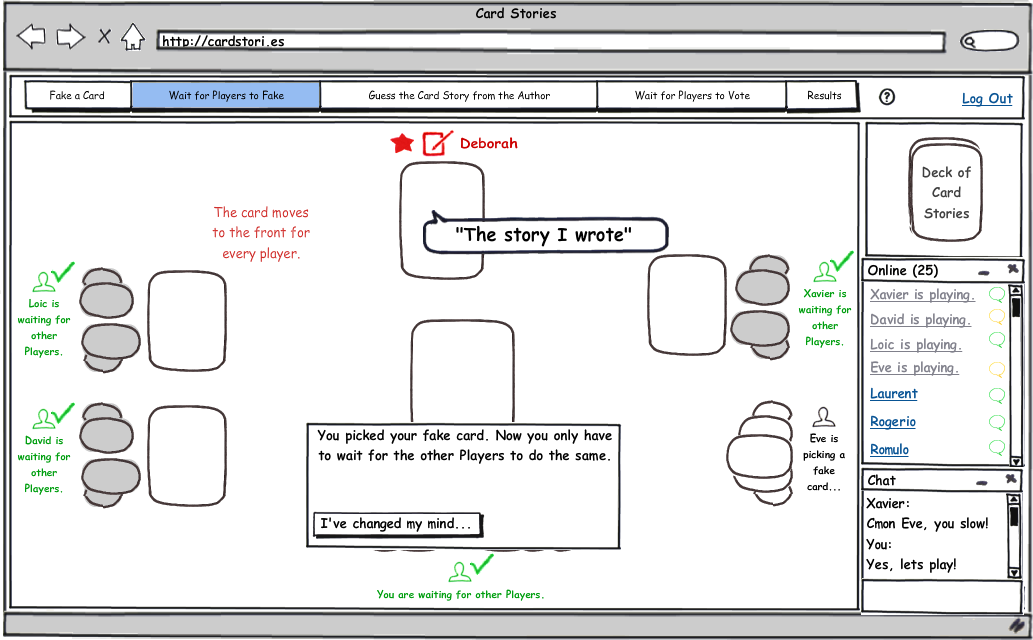 Card Stories
http://cardstori.es
Fake a Card
Wait for Players to Fake
Guess the Card Story from the Author
Wait for Players to Vote
Results
?
Log Out
Deborah
"The story I wrote"
The card moves
to the front for
every player.
Loic is
waiting for
other
Players.
David is
waiting for
other
Players.
Xavier is
waiting for
other
Players.
Eve is
picking a
fake
card...
You picked your fake card. Now you only have
to wait for the other Players to do the same.
I've changed my mind...
You are waiting for other Players.
Deck of
Card
Stories
Online (25)
Xavier is playing.
David is playing.
Loic is playing.
Eve is playing.
Laurent
Rogerio
Romulo
Chat
Xavier:
Cmon Eve, you slow!
You:
Yes, lets play!